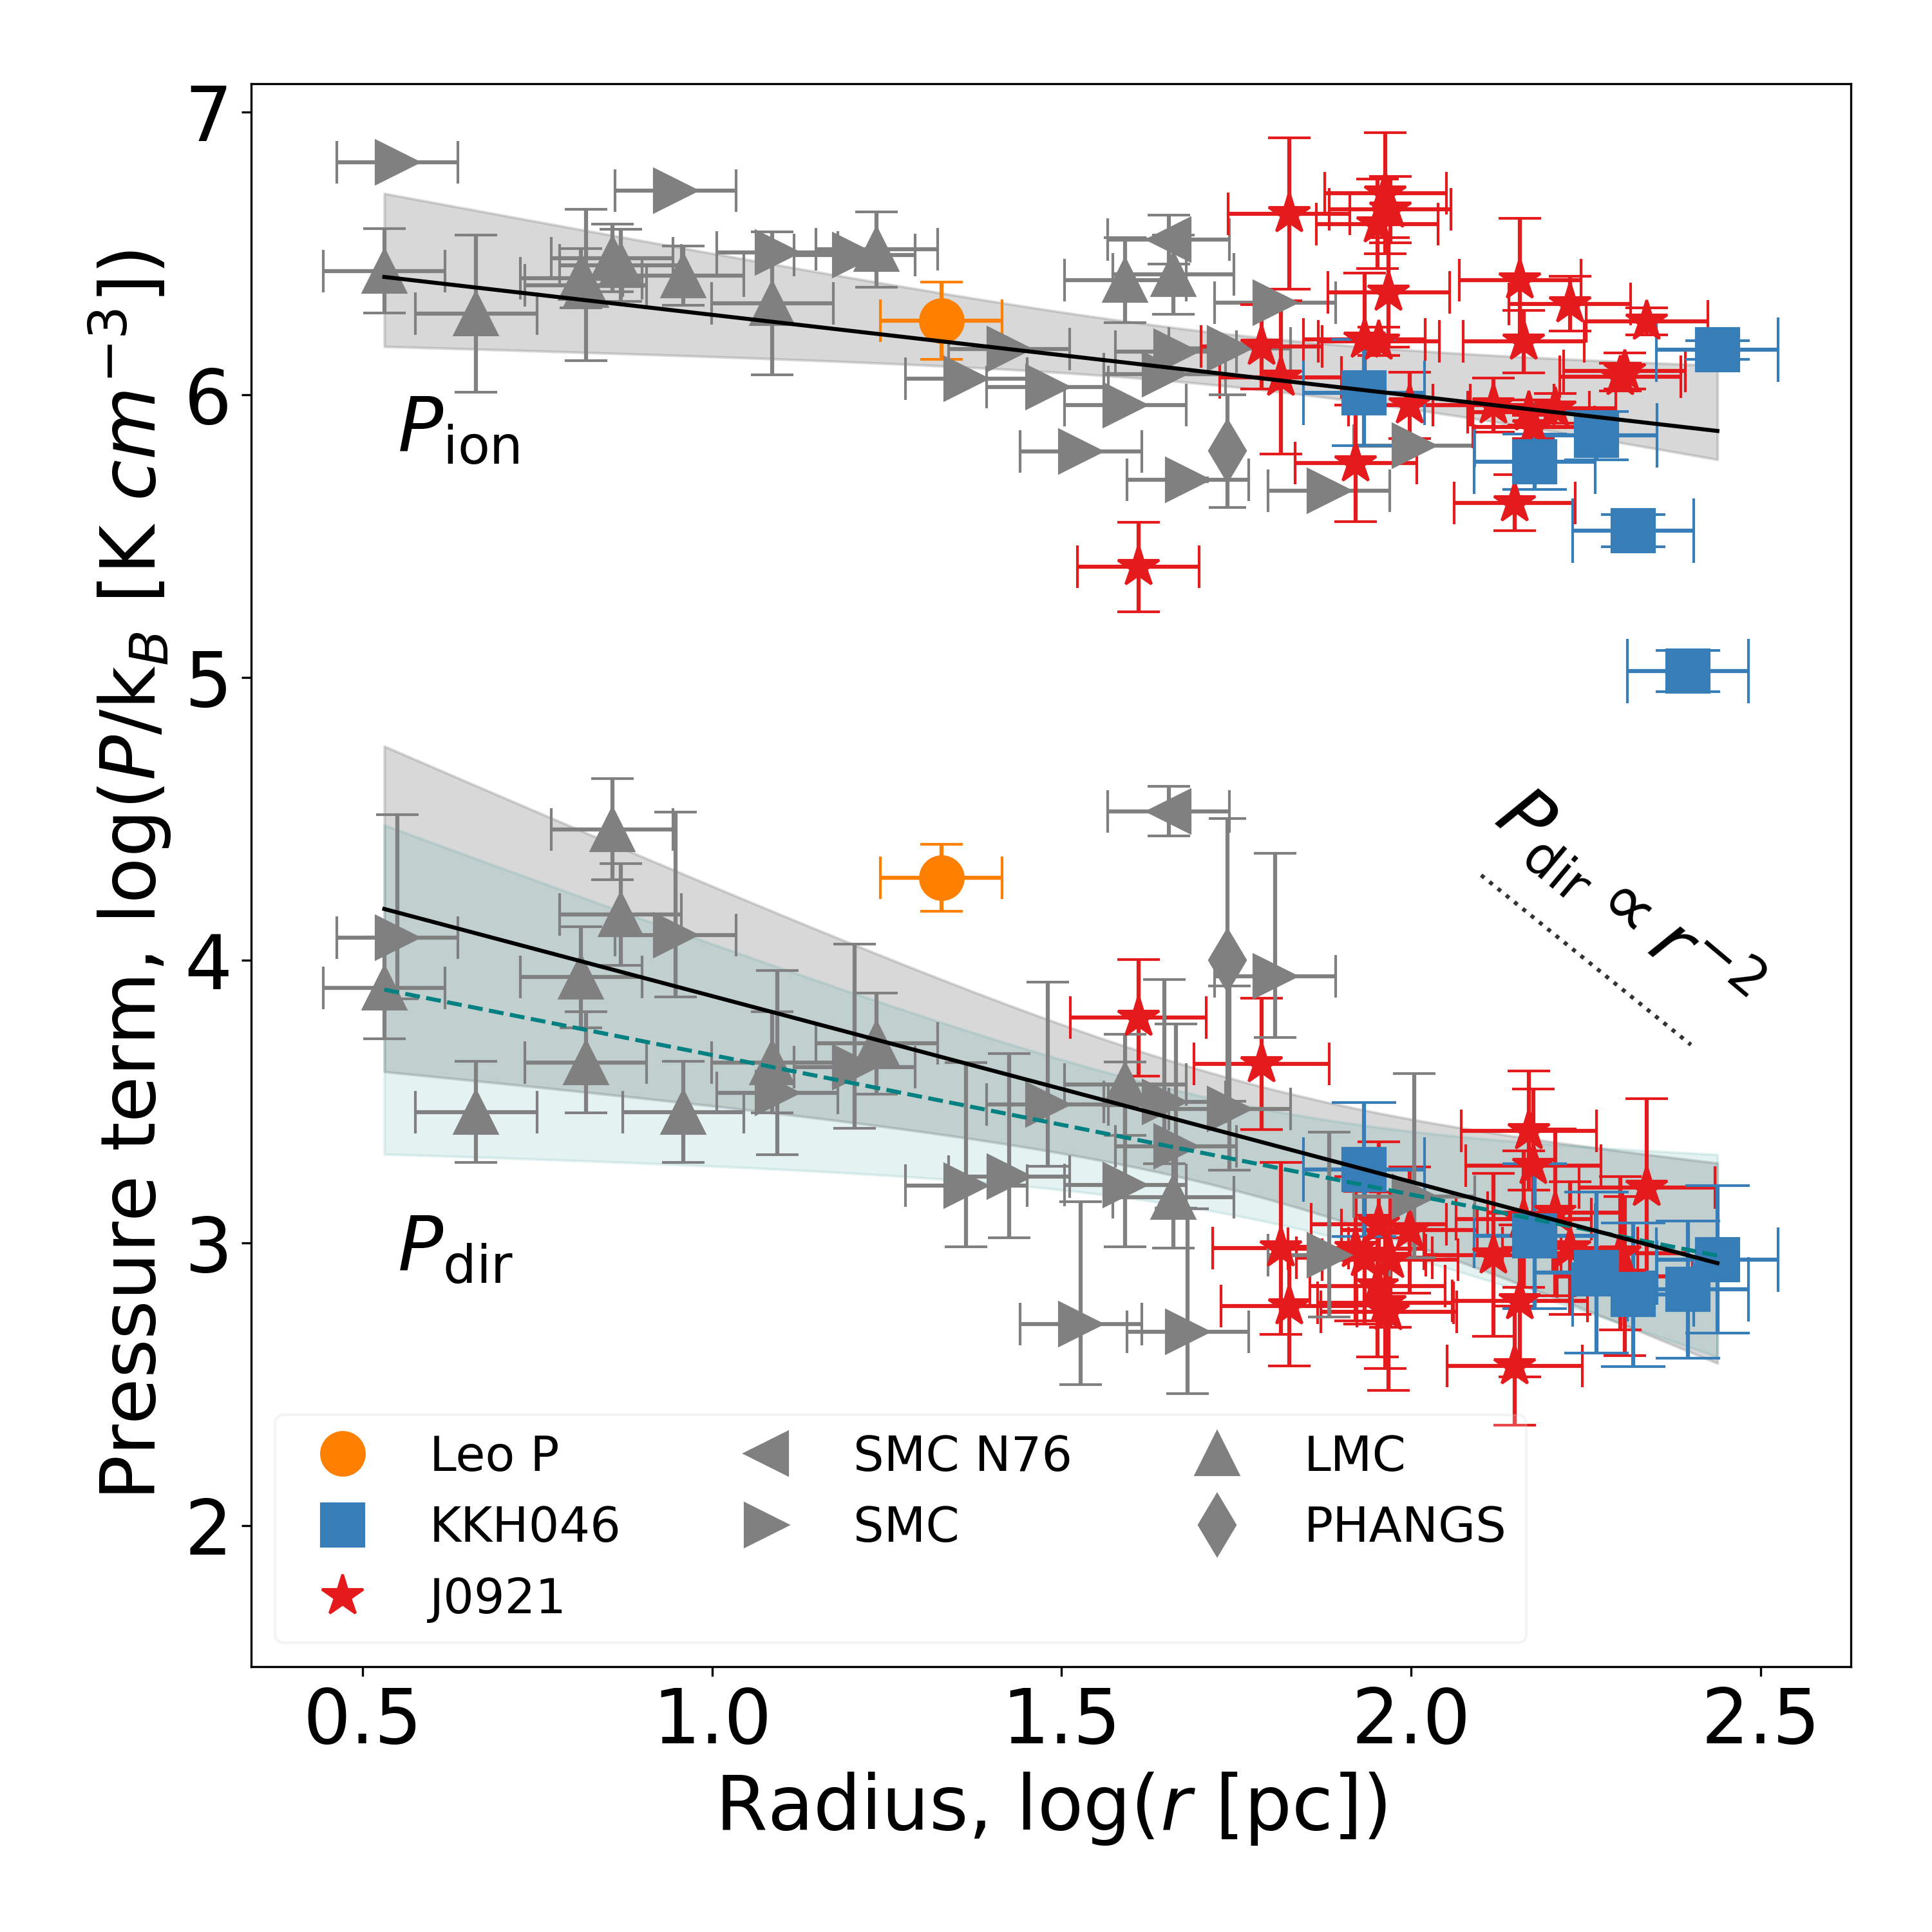 Pressure term, log(P/k_B [K cm^−3])
7
6
5
4
3
2
P_ion
P_dir
P_dir ∝ r^−2
Leo P
KKH046
J0921
SMC N76
SMC
LMC
PHANGS
0.5 1.0 1.5 2.0 2.5
Radius, log(r [pc])